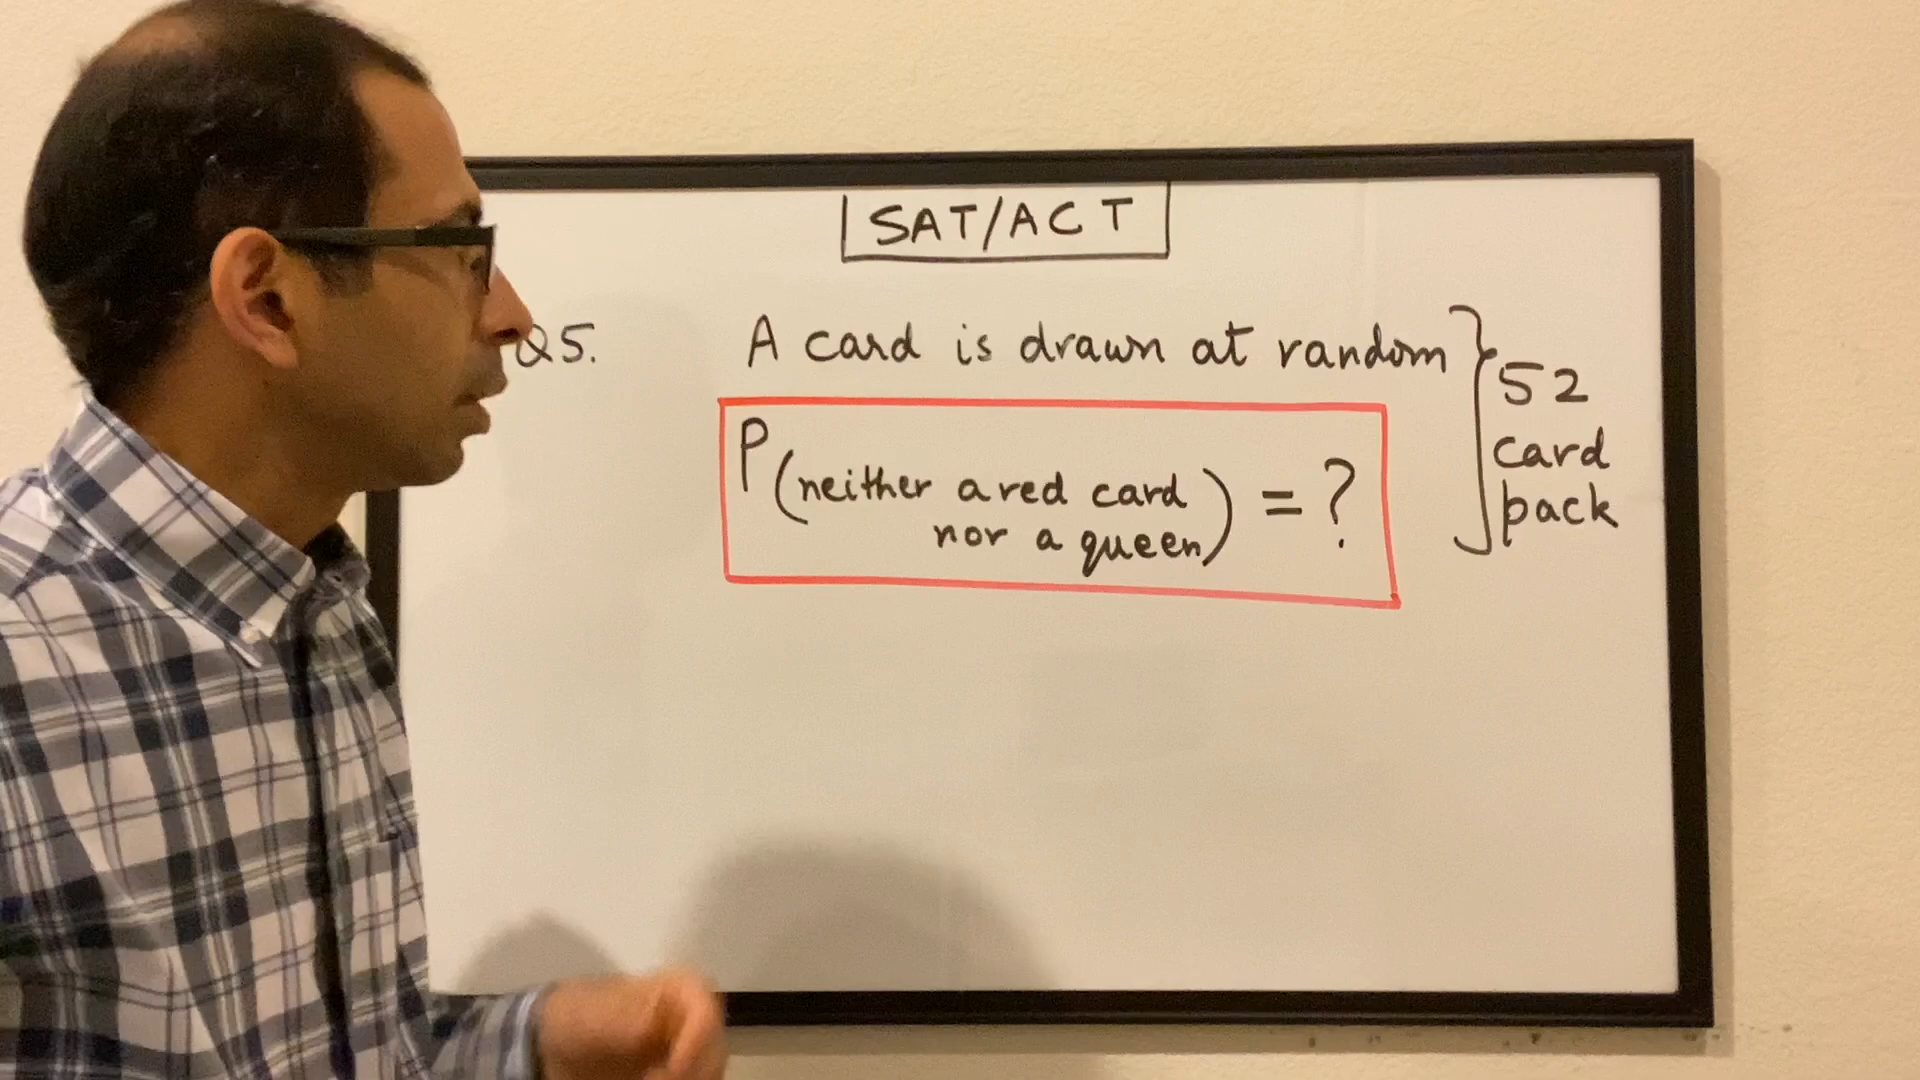 SAT/ACT
Q5. A card is drawn at random
P(neither a red card
nor a queen) = ?
52
card
pack